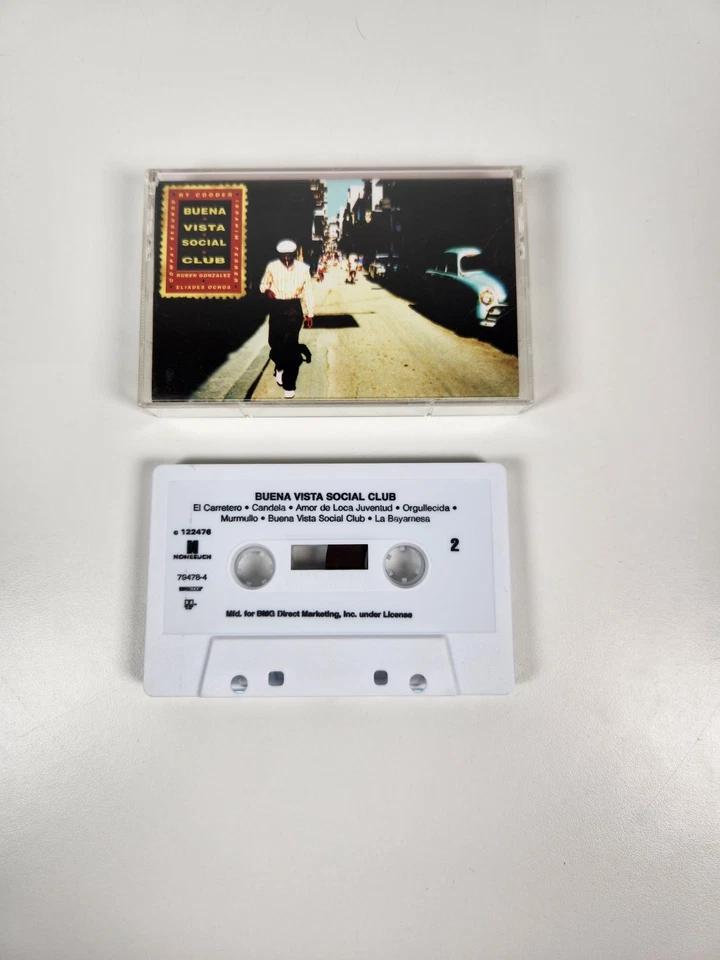 RY COODER
BUENA
VISTA
SOCIAL
CLUB
RUBEN GONZALEZ
ELIADES OCHOA
BUENA VISTA SOCIAL CLUB
El Carretero • Candela • Amor de Loca Juventud • Orgullecida •
Murmullo • Buena Vista Social Club • La Bayamesa
c 122476
N
NONESUCH
79478-4
2
Mfd. for BMG Direct Marketing, Inc. under License